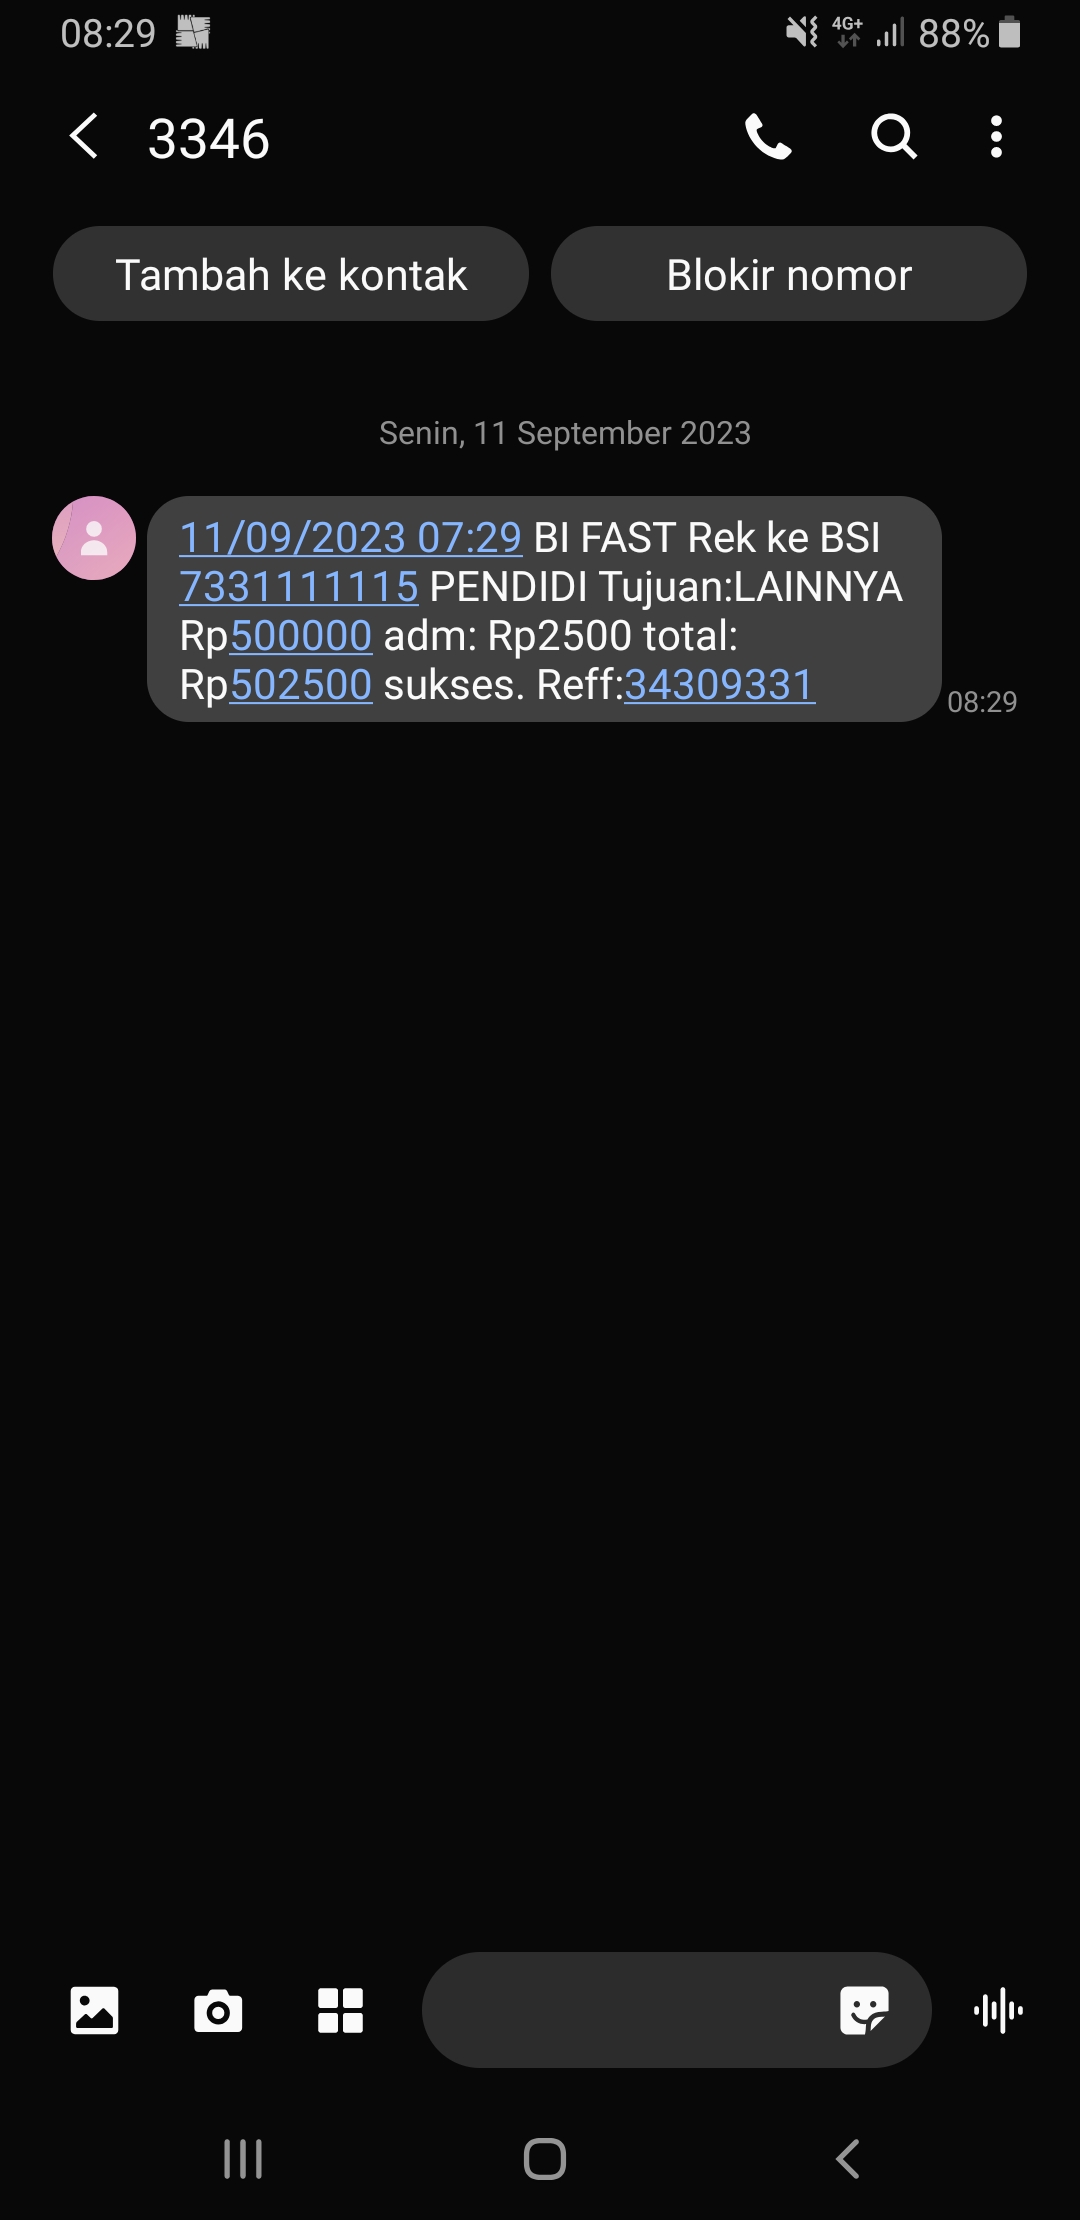 08:29 4G+ 88%
3346
Tambah ke kontak Blokir nomor
Senin, 11 September 2023
11/09/2023 07:29 BI FAST Rek ke BSI
7331111115 PENDIDI Tujuan:LAINNYA
Rp500000 adm: Rp2500 total:
Rp502500 sukses. Reff:34309331
08:29